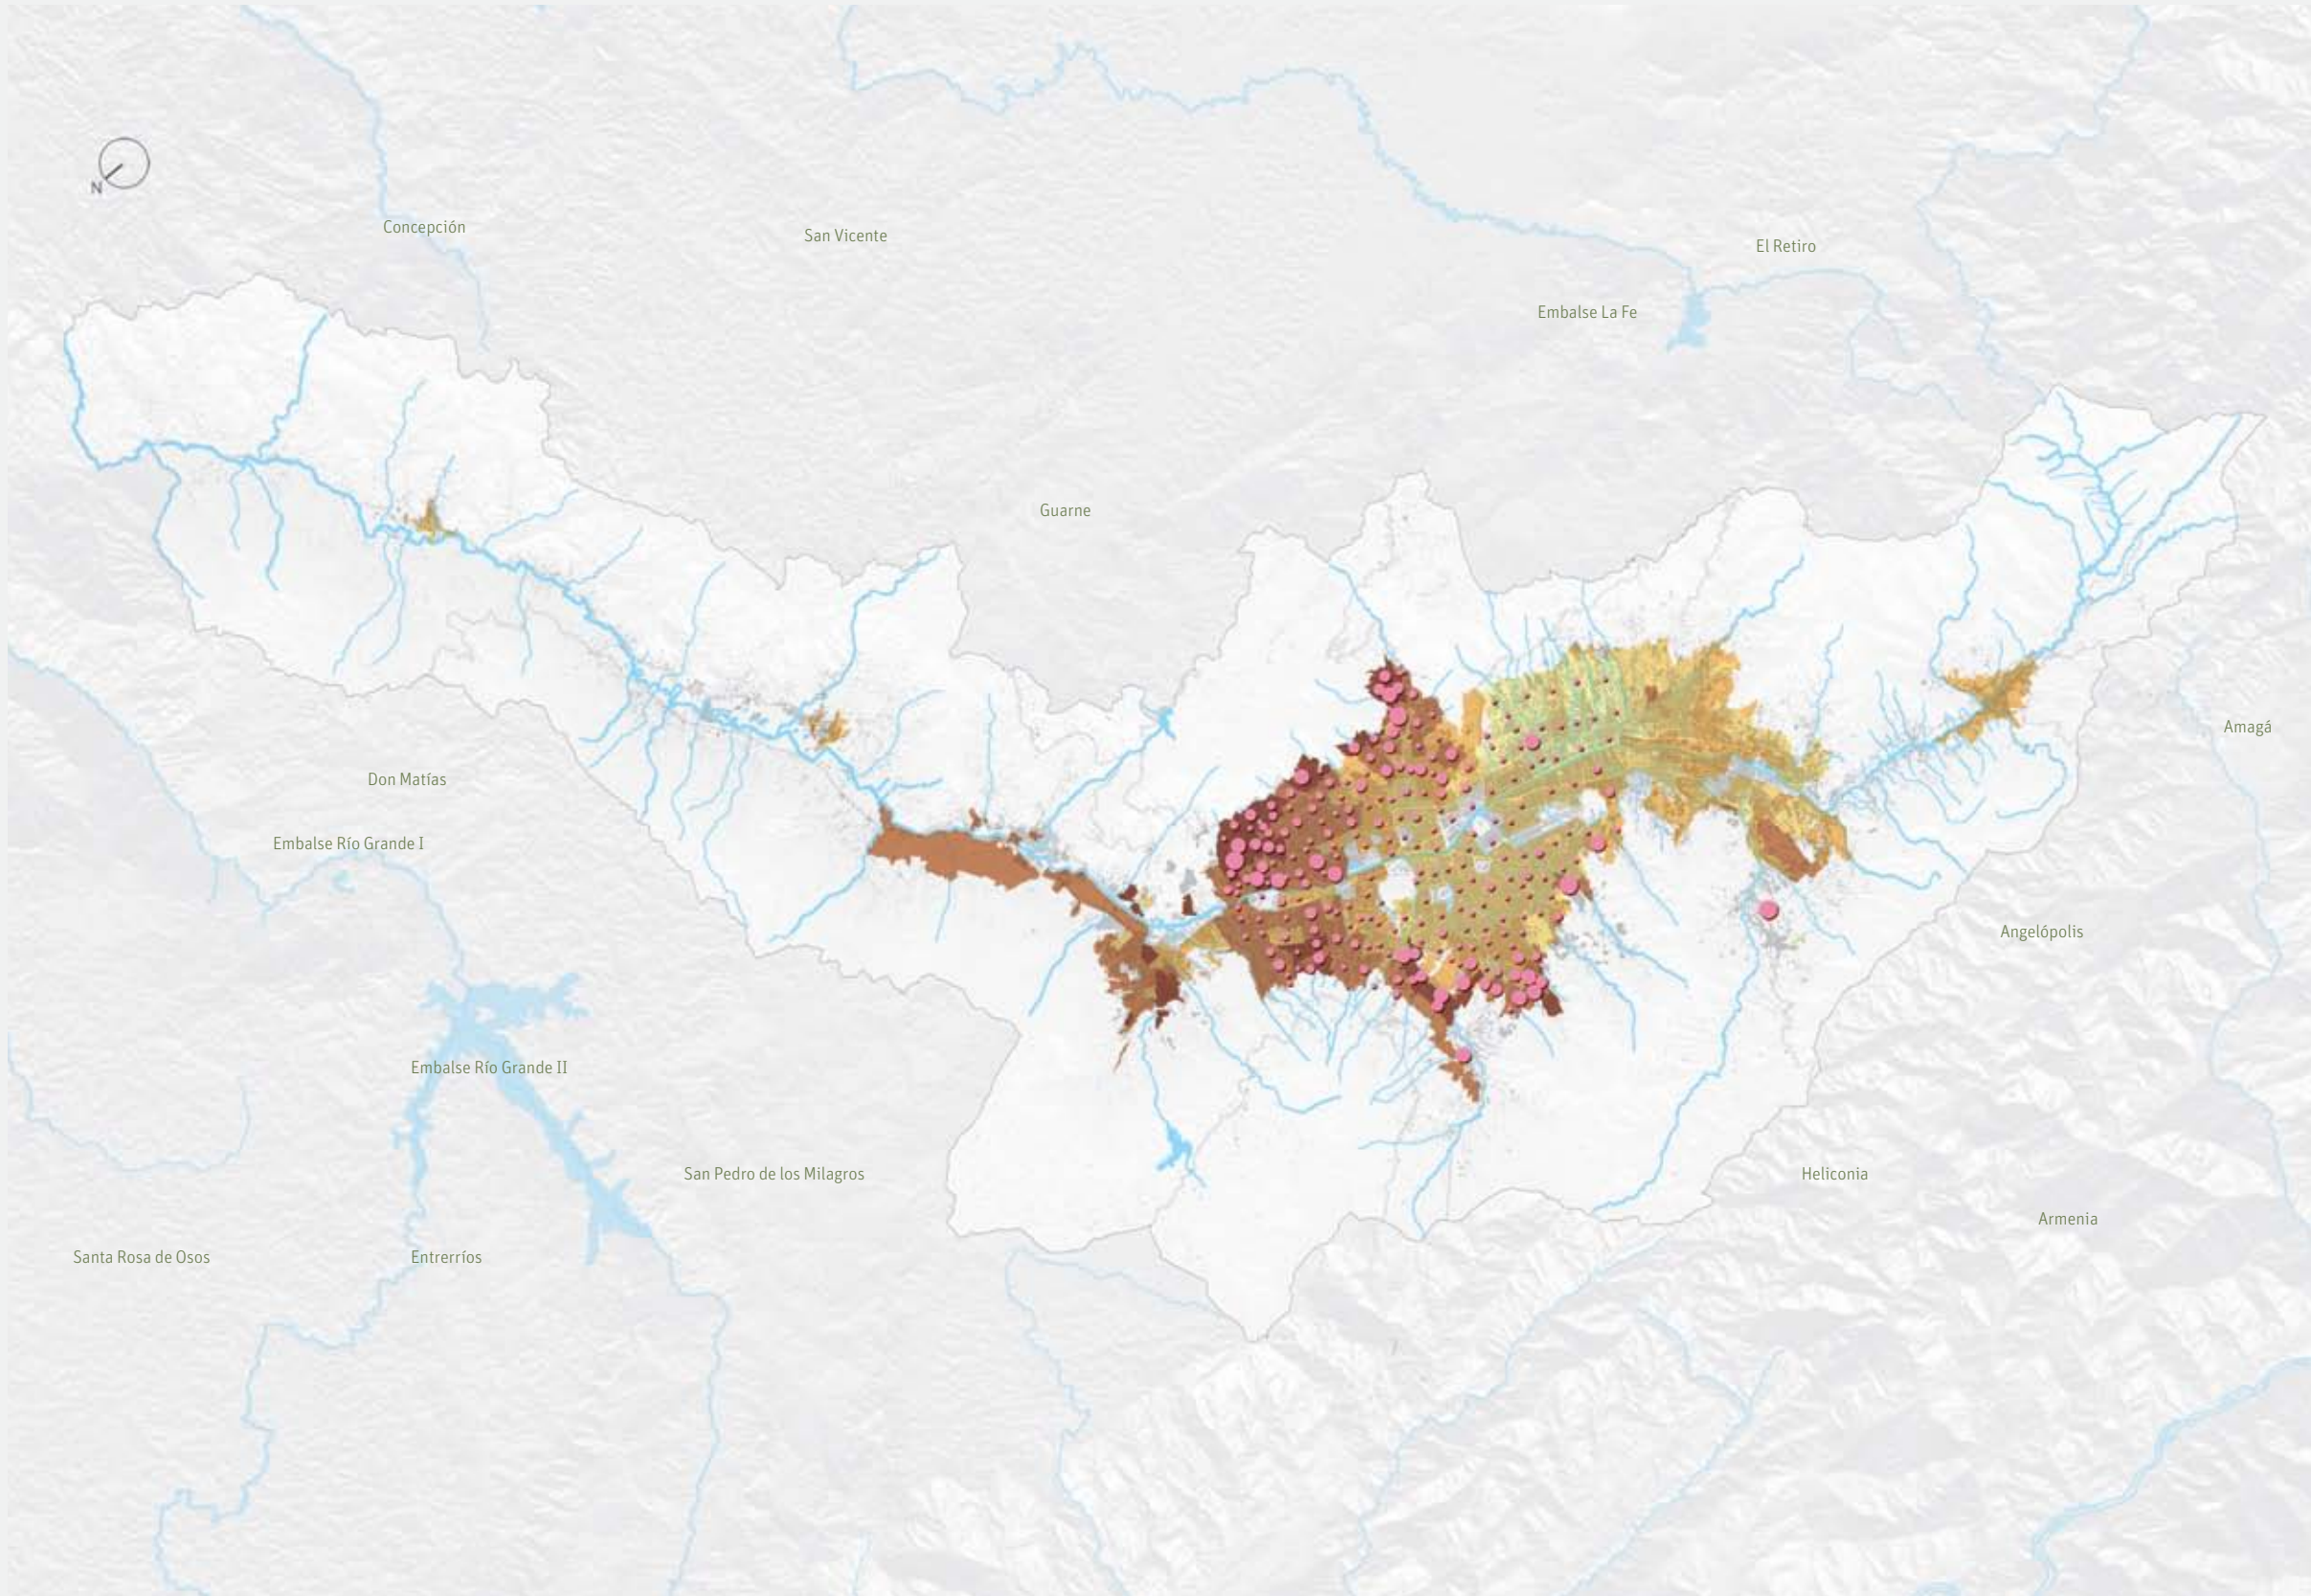 N
Concepción
San Vicente
El Retiro
Embalse La Fe
Guarne
Amagá
Don Matías
Embalse Río Grande I
Angelópolis
Embalse Río Grande II
San Pedro de los Milagros
Heliconia
Armenia
Santa Rosa de Osos
Entrerríos